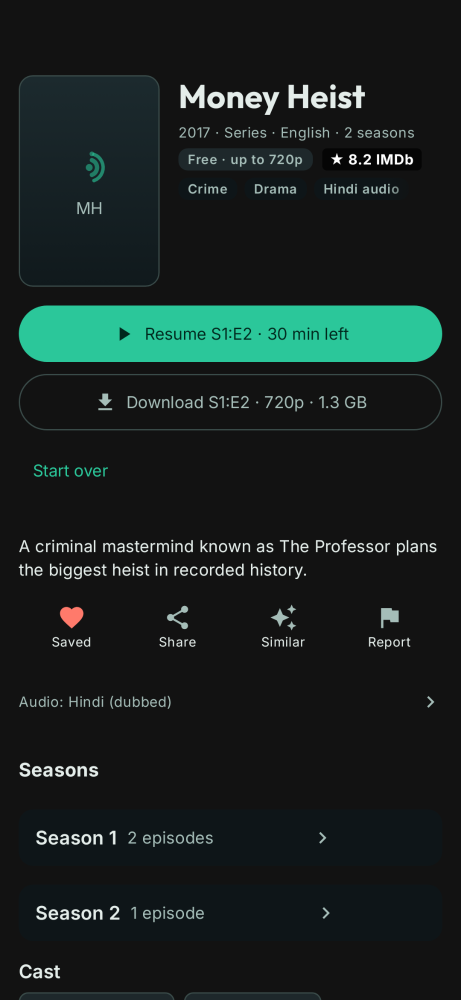 Money Heist
2017 · Series · English · 2 seasons
Free · up to 720p
★ 8.2 IMDb
Crime
Drama
Hindi audio
MH
Resume S1:E2 · 30 min left
Download S1:E2 · 720p · 1.3 GB
Start over
A criminal mastermind known as The Professor plans
the biggest heist in recorded history.
Saved
Share
Similar
Report
Audio: Hindi (dubbed)
Seasons
Season 1 2 episodes
Season 2 1 episode
Cast